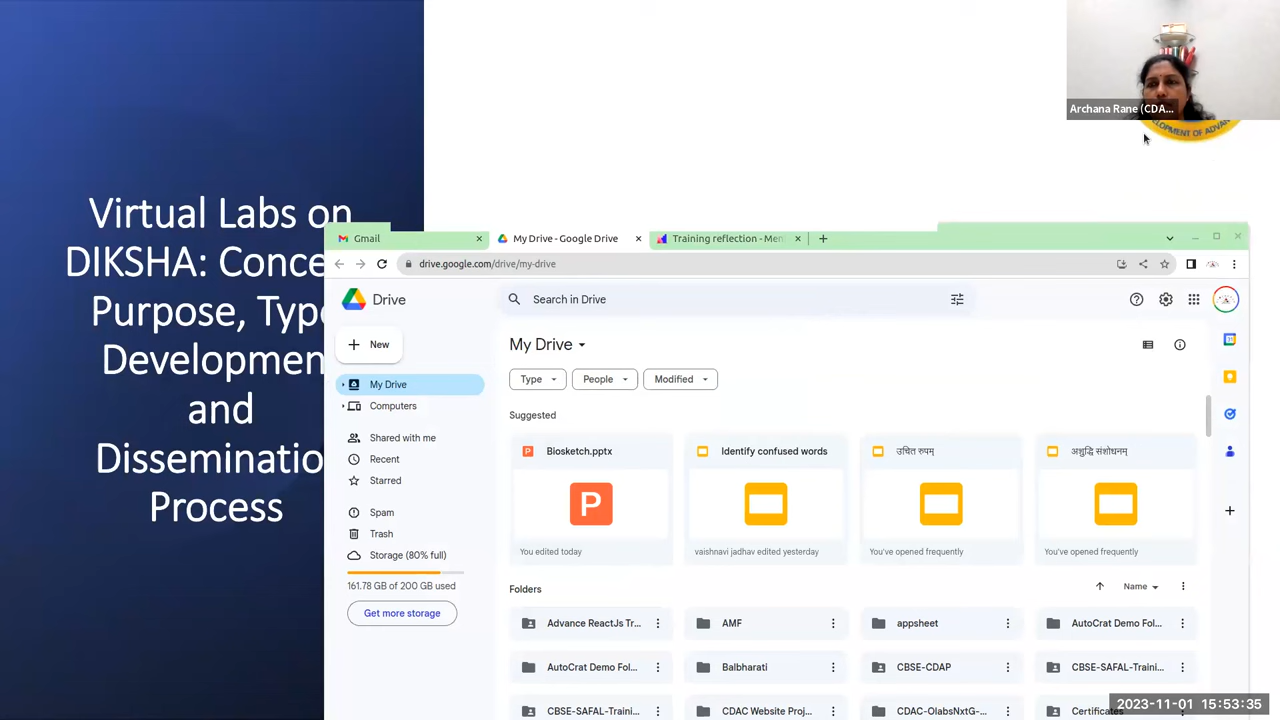 Archana Rane (CDA...
DEVELOPMENT OF ADVAN
Virtual Labs on
DIKSHA: Conce
Purpose, Typ
Developmen
and
Disseminatio
Process
Gmail
My Drive - Google Drive
Training reflection - Men
drive.google.com/drive/my-drive
Drive
Search in Drive
New
My Drive
Computers
Shared with me
Recent
Starred
Spam
Trash
Storage (80% full)
161.78 GB of 200 GB used
Get more storage
My Drive
Type
People
Modified
Suggested
Biosketch.pptx
Identify confused words
उचित रुपम्
अशुद्धि संशोधनम्
P
You edited today
vaishnavi jadhav edited yesterday
You've opened frequently
You've opened frequently
Folders
Name
Advance ReactJs Tr...
AMF
appsheet
AutoCrat Demo Fol...
AutoCrat Demo Fol...
Balbharati
CBSE-CDAP
CBSE-SAFAL-Traini...
CBSE-SAFAL-Traini...
CDAC Website Proj...
CDAC-OlabsNxtG-...
Certificates
2023-11-01 15:53:35